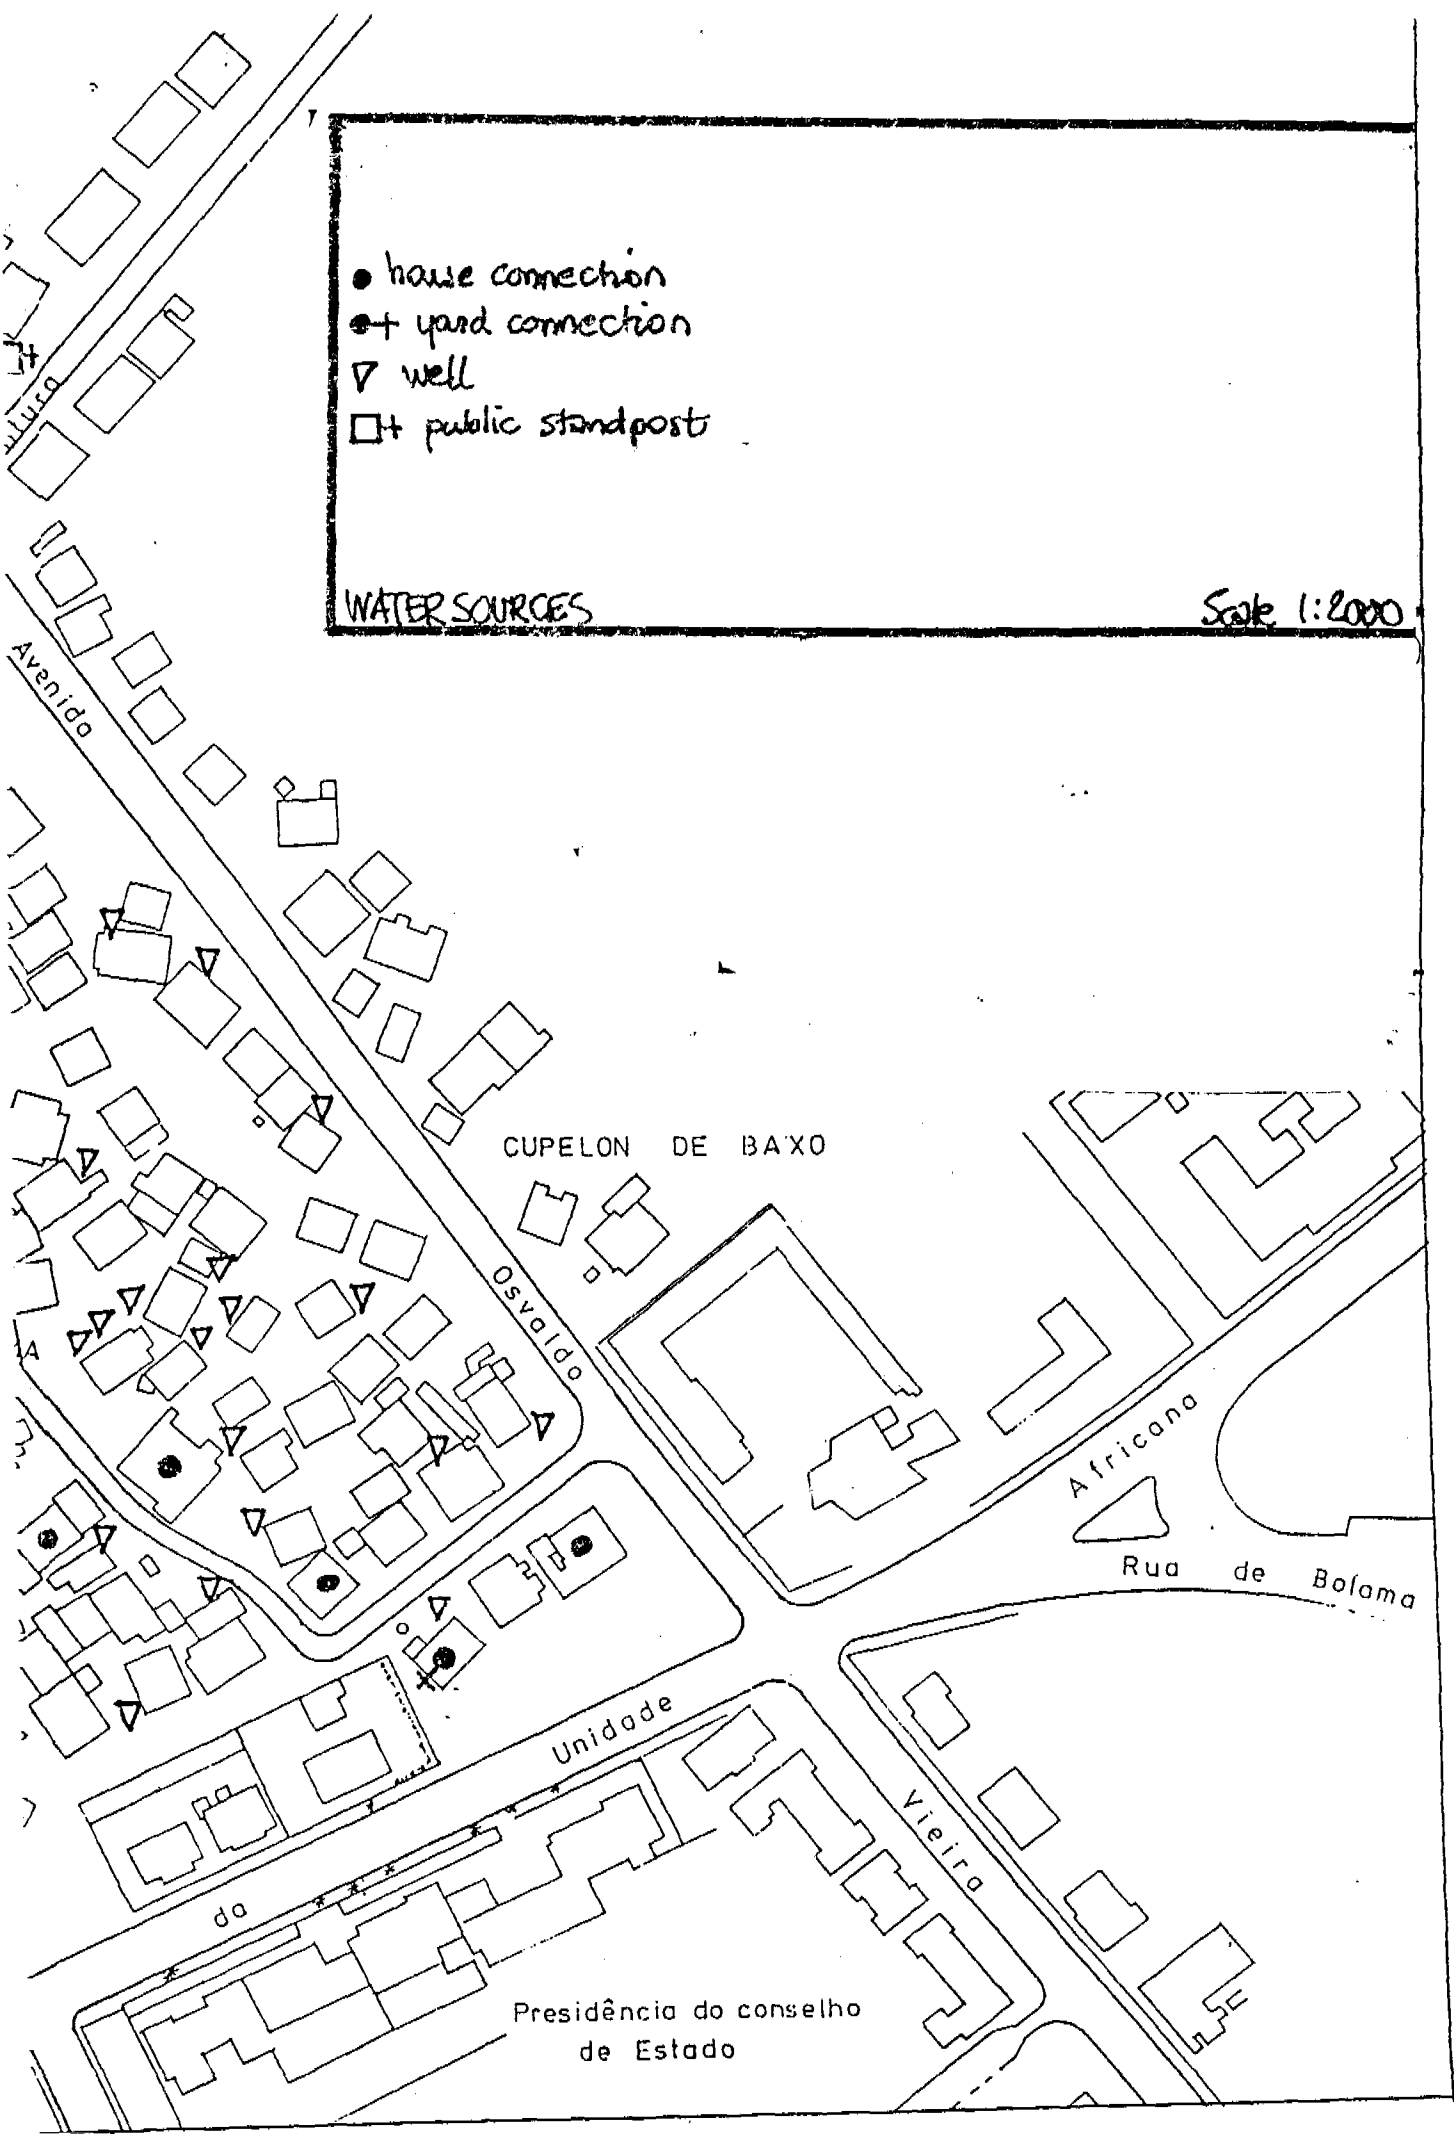 ● house connection
●+ yard connection
▽ well
□+ public standpost
WATER SOURCES
Scale 1:2000
Avenida
CUPELON DE BAIXO
Osvaldo
Africana
Rua de Bolama
Unidade
Vieira
da
Presidência do conselho
de Estado